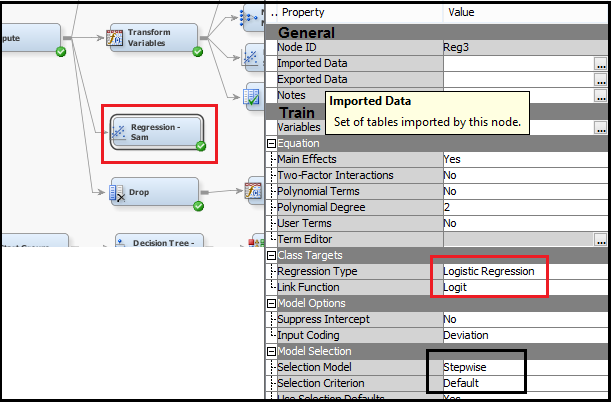 Property Value
General
Node ID Reg3
Imported Data ...
Exported Data ...
Notes ...
Imported Data
Set of tables imported by this node.
Train
Variables ...
Equation
Main Effects Yes
Two-Factor Interactions No
Polynomial Terms No
Polynomial Degree 2
User Terms No
Term Editor ...
Class Targets
Regression Type Logistic Regression
Link Function Logit
Model Options
Suppress Intercept No
Input Coding Deviation
Model Selection
Selection Model Stepwise
Selection Criterion Default
Use Selection Defaults Yes
Transform
Variables
Regression -
Sam
Drop
Decision Tree -